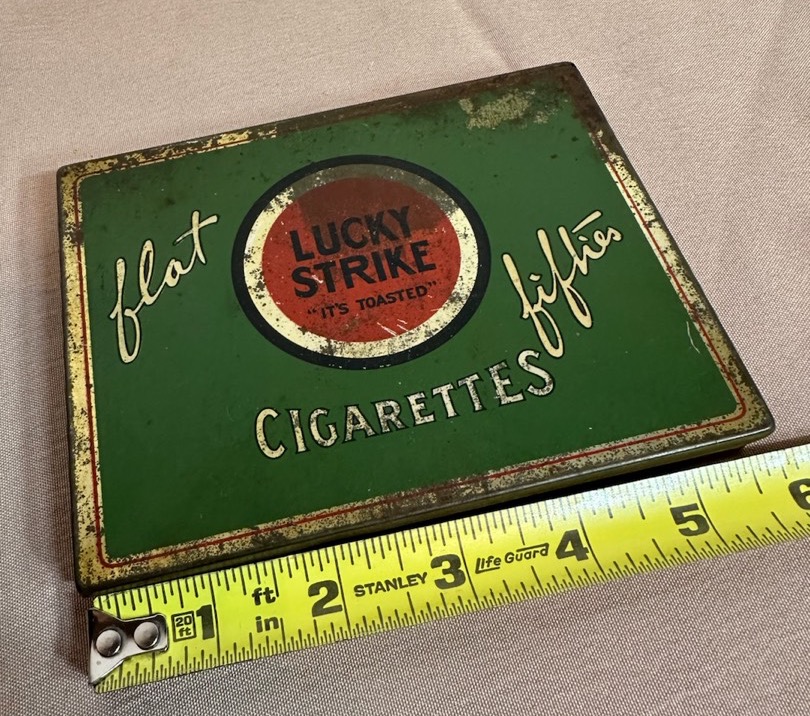 flat
LUCKY
STRIKE
"IT'S TOASTED"
fifties
CIGARETTES
20
ft
1
ft
in
2
STANLEY
3
Life Guard
4
5
6